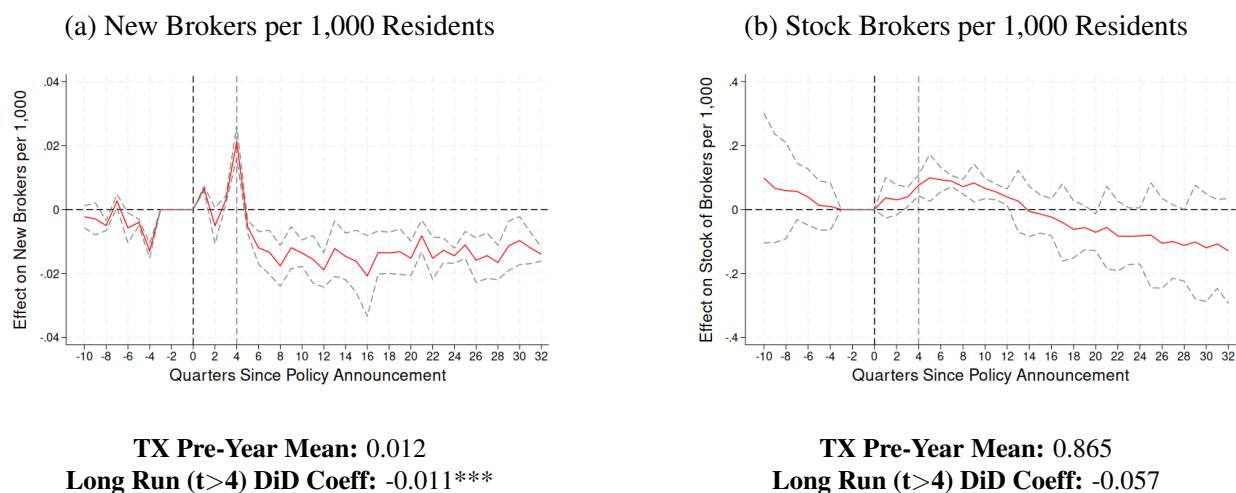 (a) New Brokers per 1,000 Residents
Effect on New Brokers per 1,000
.04
.02
0
-.02
-.04
-10 -8 -6 -4 -2 0 2 4 6 8 10 12 14 16 18 20 22 24 26 28 30 32
Quarters Since Policy Announcement
TX Pre-Year Mean: 0.012
Long Run (t>4) DiD Coeff: -0.011***
(b) Stock Brokers per 1,000 Residents
Effect on Stock of Brokers per 1,000
.4
.2
0
-.2
-.4
-10 -8 -6 -4 -2 0 2 4 6 8 10 12 14 16 18 20 22 24 26 28 30 32
Quarters Since Policy Announcement
TX Pre-Year Mean: 0.865
Long Run (t>4) DiD Coeff: -0.057